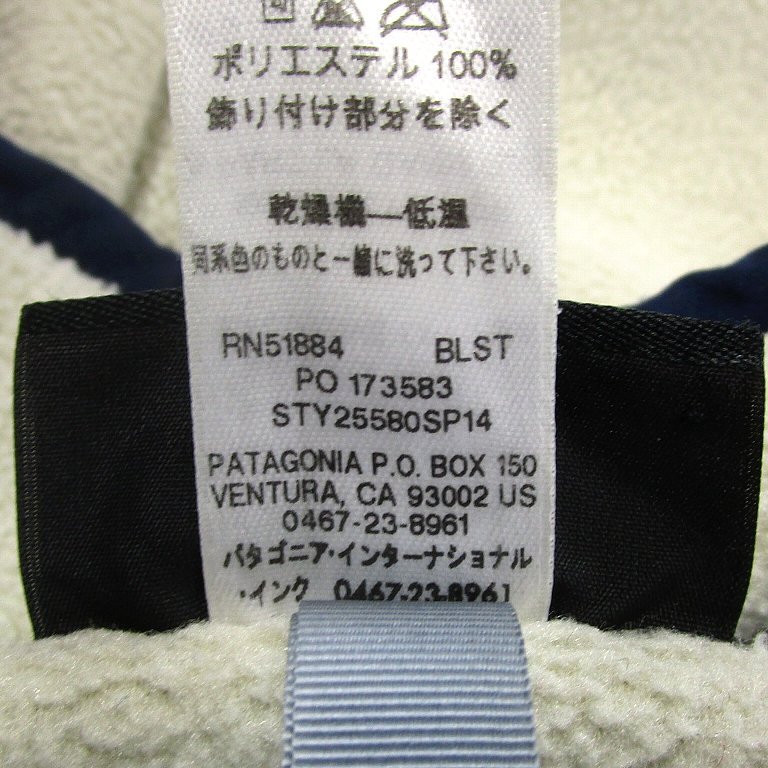 ポリエステル 100%
飾り付け部分を除く
乾燥機―低温
同系色のものと一緒に洗って下さい。
RN51884 BLST
PO 173583
STY25580SP14
PATAGONIA P.O. BOX 150
VENTURA, CA 93002 US
0467-23-8961
パタゴニア・インターナショナル
・インク 0467-23-8961